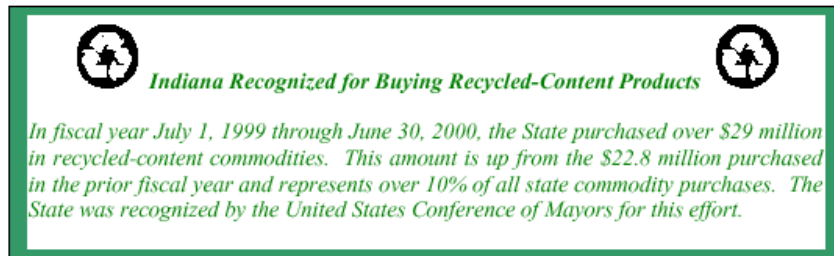 Indiana Recognized for Buying Recycled-Content Products
In fiscal year July 1, 1999 through June 30, 2000, the State purchased over $29 million
in recycled-content commodities. This amount is up from the $22.8 million purchased
in the prior fiscal year and represents over 10% of all state commodity purchases. The
State was recognized by the United States Conference of Mayors for this effort.